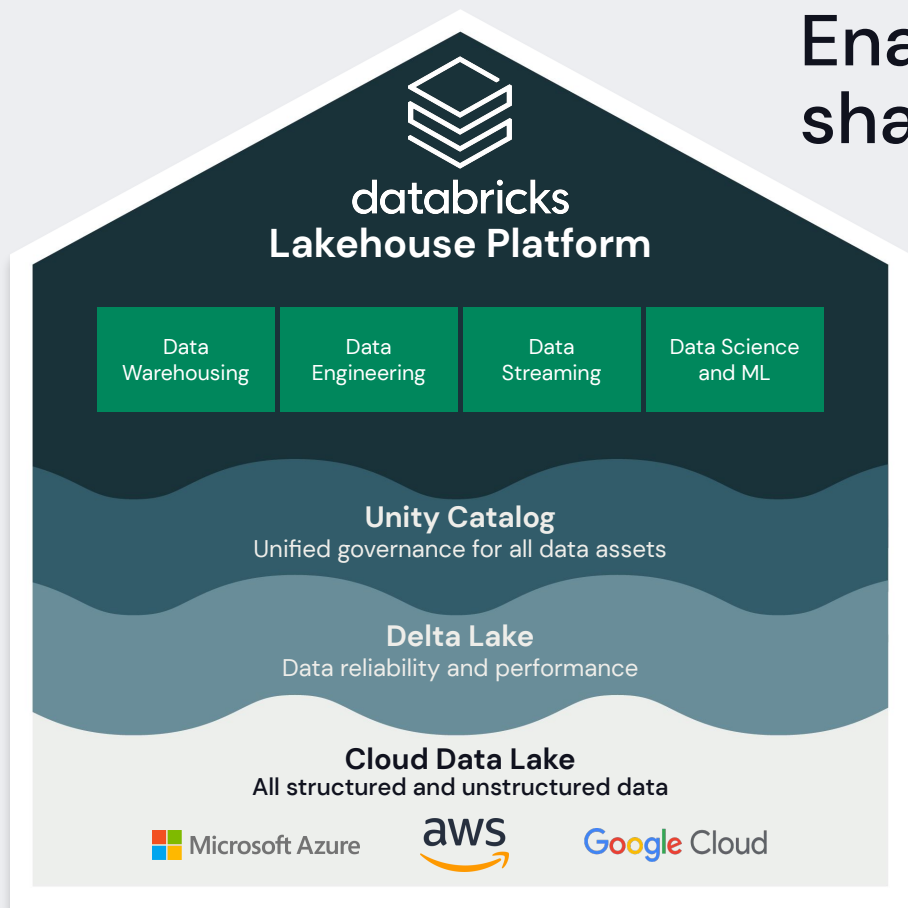 Ena
sha
databricks
Lakehouse Platform
Data
Warehousing
Data
Engineering
Data
Streaming
Data Science
and ML
Unity Catalog
Unified governance for all data assets
Delta Lake
Data reliability and performance
Cloud Data Lake
All structured and unstructured data
Microsoft Azure
aws
Google Cloud